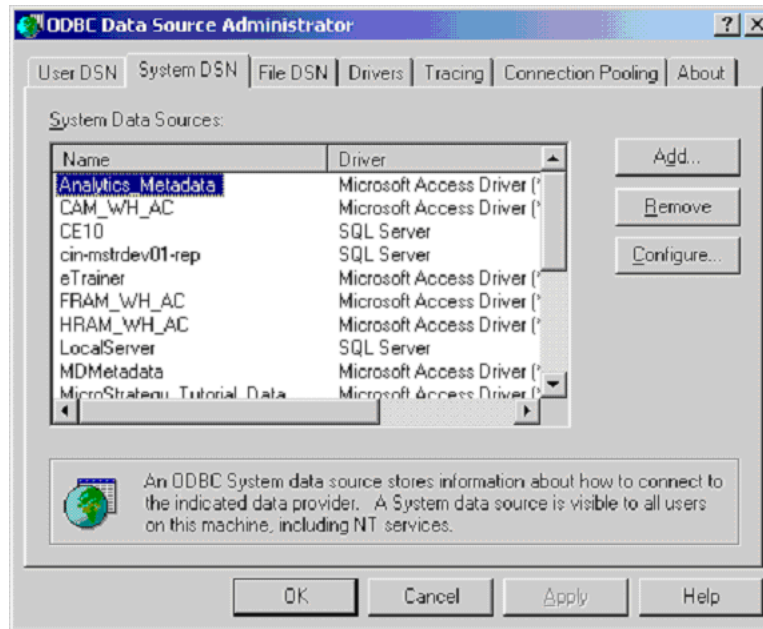 ODBC Data Source Administrator
User DSN System DSN File DSN Drivers Tracing Connection Pooling About
System Data Sources:
Name Driver
Analytics_Metadata Microsoft Access Driver (*
CAM_WH_AC Microsoft Access Driver (*
CE10 SQL Server
cin-mstrdev01-rep SQL Server
eTrainer Microsoft Access Driver (*
FRAM_WH_AC Microsoft Access Driver (*
HRAM_WH_AC Microsoft Access Driver (*
LocalServer SQL Server
MDMetadata Microsoft Access Driver (*
MicroStrategy_Tutorial_Data Microsoft Access Driver (*
Add...
Remove
Configure...
An ODBC System data source stores information about how to connect to
the indicated data provider. A System data source is visible to all users
on this machine, including NT services.
OK Cancel Apply Help